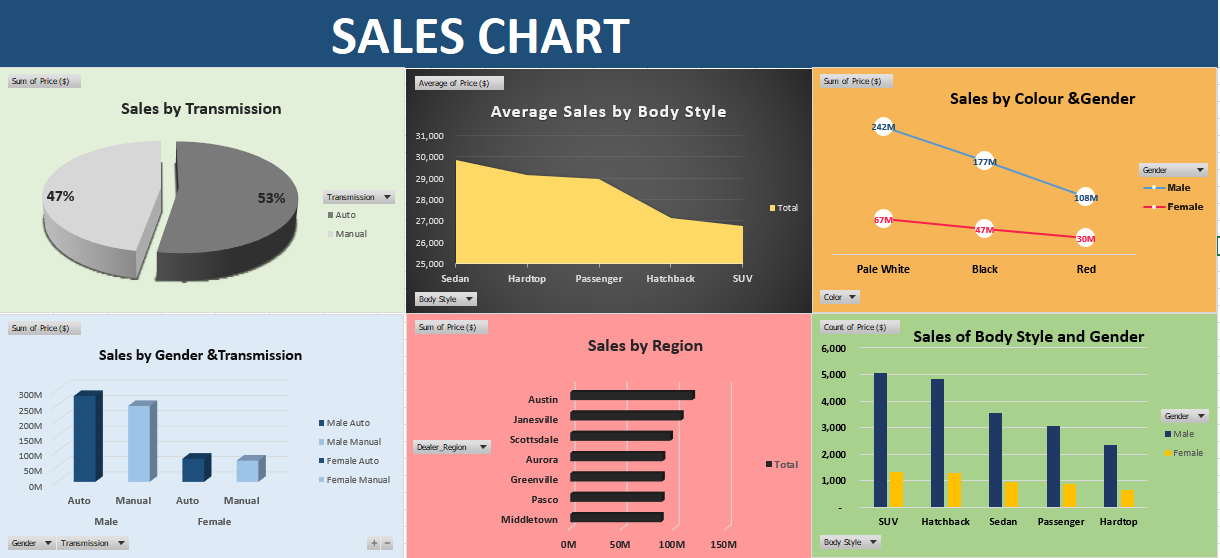 SALES CHART
Sum of Price ($)
Sales by Transmission
47%
53%
Transmission
Auto
Manual
Average of Price ($)
Average Sales by Body Style
31,000
30,000
29,000
28,000
27,000
26,000
25,000
Sedan Hardtop Passenger Hatchback SUV
Total
Body Style
Sum of Price ($)
Sales by Colour &Gender
242M
177M
108M
67M
47M
30M
Pale White Black Red
Gender
Male
Female
Color
Sum of Price ($)
Sales by Gender &Transmission
300M
250M
200M
150M
100M
50M
0M
Auto Manual Auto Manual
Male Female
Male Auto
Male Manual
Female Auto
Female Manual
Gender Transmission
Sum of Price ($)
Sales by Region
Dealer_Region
Austin
Janesville
Scottsdale
Aurora
Greenville
Pasco
Middletown
0M 50M 100M 150M
Total
Count of Price ($)
Sales of Body Style and Gender
6,000
5,000
4,000
3,000
2,000
1,000
-
SUV Hatchback Sedan Passenger Hardtop
Gender
Male
Female
Body Style